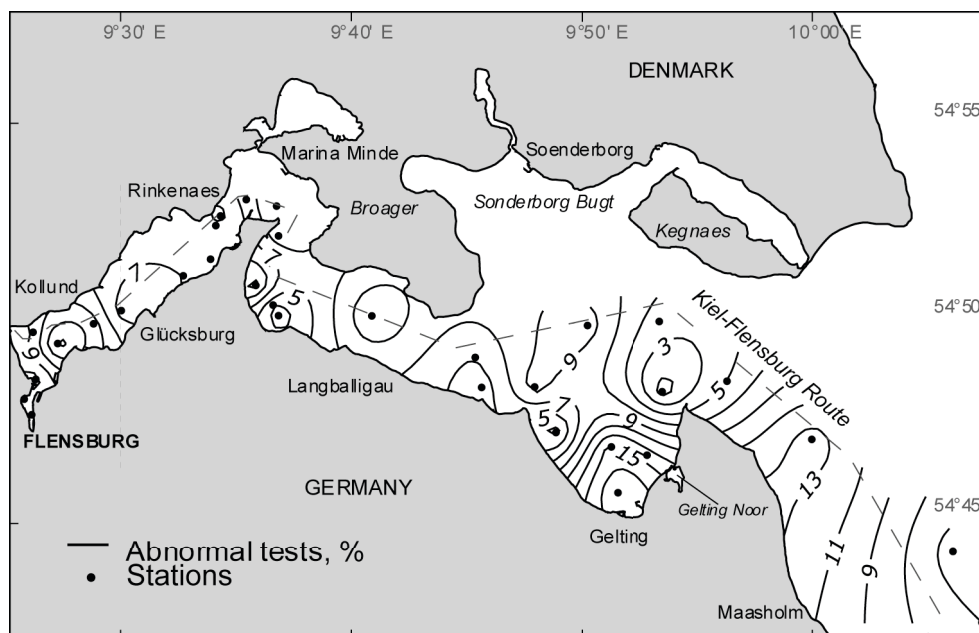 9°30' E
9°40' E
9°50' E
10°00' E
DENMARK
54°55
Marina Minde
Soenderborg
Rinkenaes
Broager
Sonderborg Bugt
Kegnaes
7
7
Kollund
5
54°50
Glücksburg
Kiel-Flensburg Route
3
9
9
Langballigau
5
7
5
9
FLENSBURG
15
13
GERMANY
Gelting Noor
54°45
Gelting
Abnormal tests, %
11
9
Stations
Maasholm